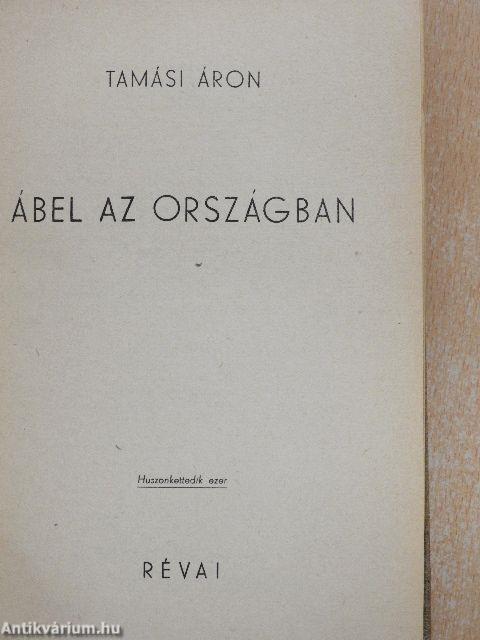 TAMÁSI ÁRON
ÁBEL AZ ORSZÁGBAN
Huszonkettedik ezer
RÉVAI
Antikvárium.hu